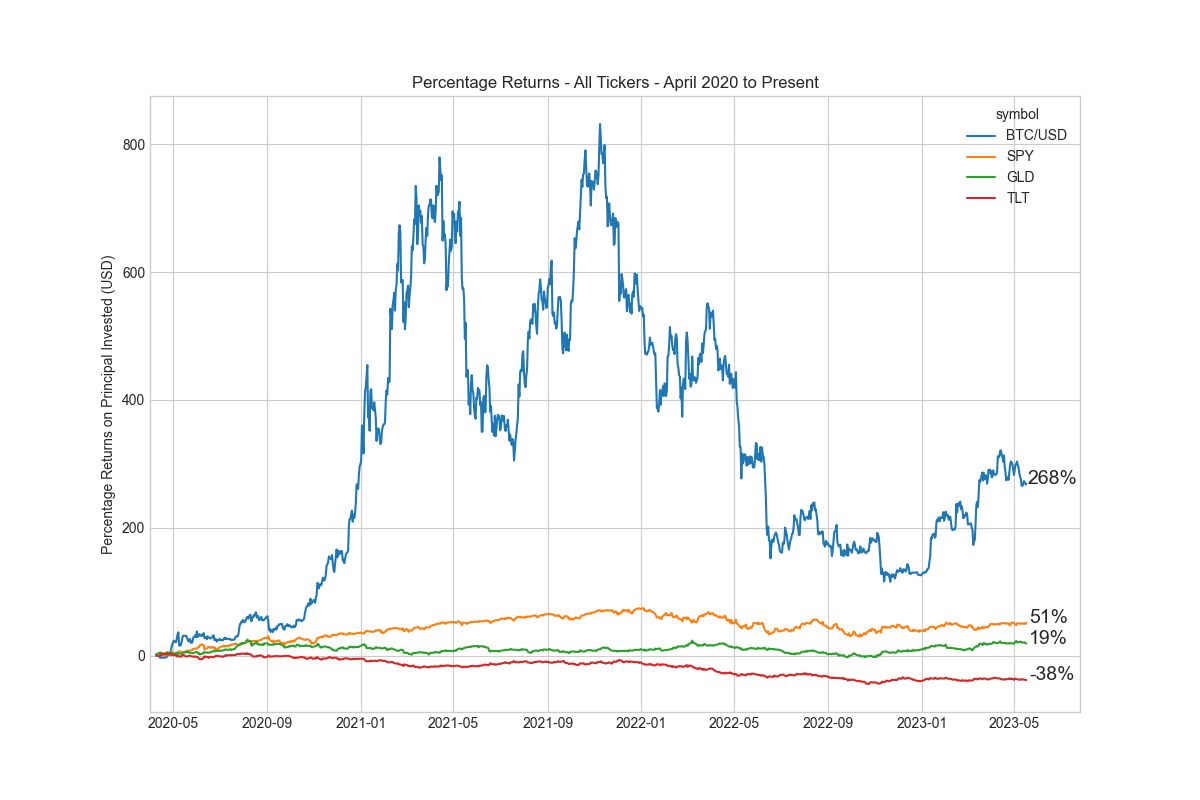 Percentage Returns - All Tickers - April 2020 to Present
symbol
BTC/USD
SPY
GLD
TLT
Percentage Returns on Principal Invested (USD)
800
600
400
200
0
268%
51%
19%
-38%
2020-05 2020-09 2021-01 2021-05 2021-09 2022-01 2022-05 2022-09 2023-01 2023-05